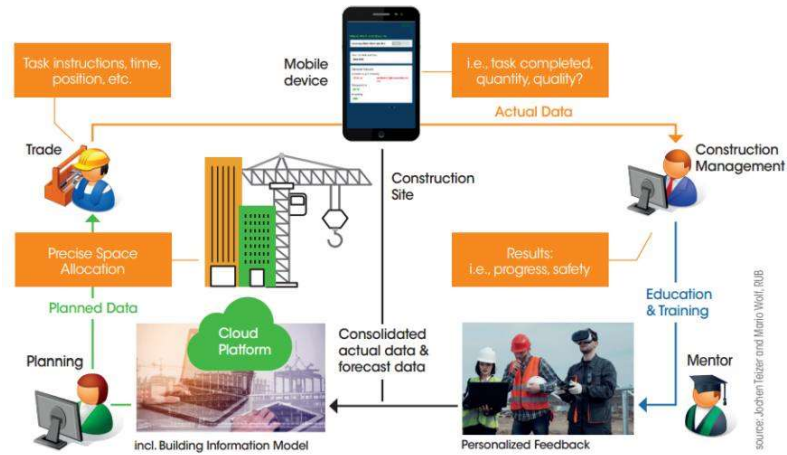 Task instructions, time,
position, etc.
Mobile
device
i.e., task completed,
quantity, quality?
Actual Data
Trade
Construction
Management
Construction
Site
Precise Space
Allocation
Results:
i.e., progress, safety
Planned Data
Education
& Training
Cloud
Platform
Consolidated
actual data &
forecast data
Planning
Mentor
incl. Building Information Model
Personalized Feedback
source: Jochen Teizer and Mario Wolf, RUB